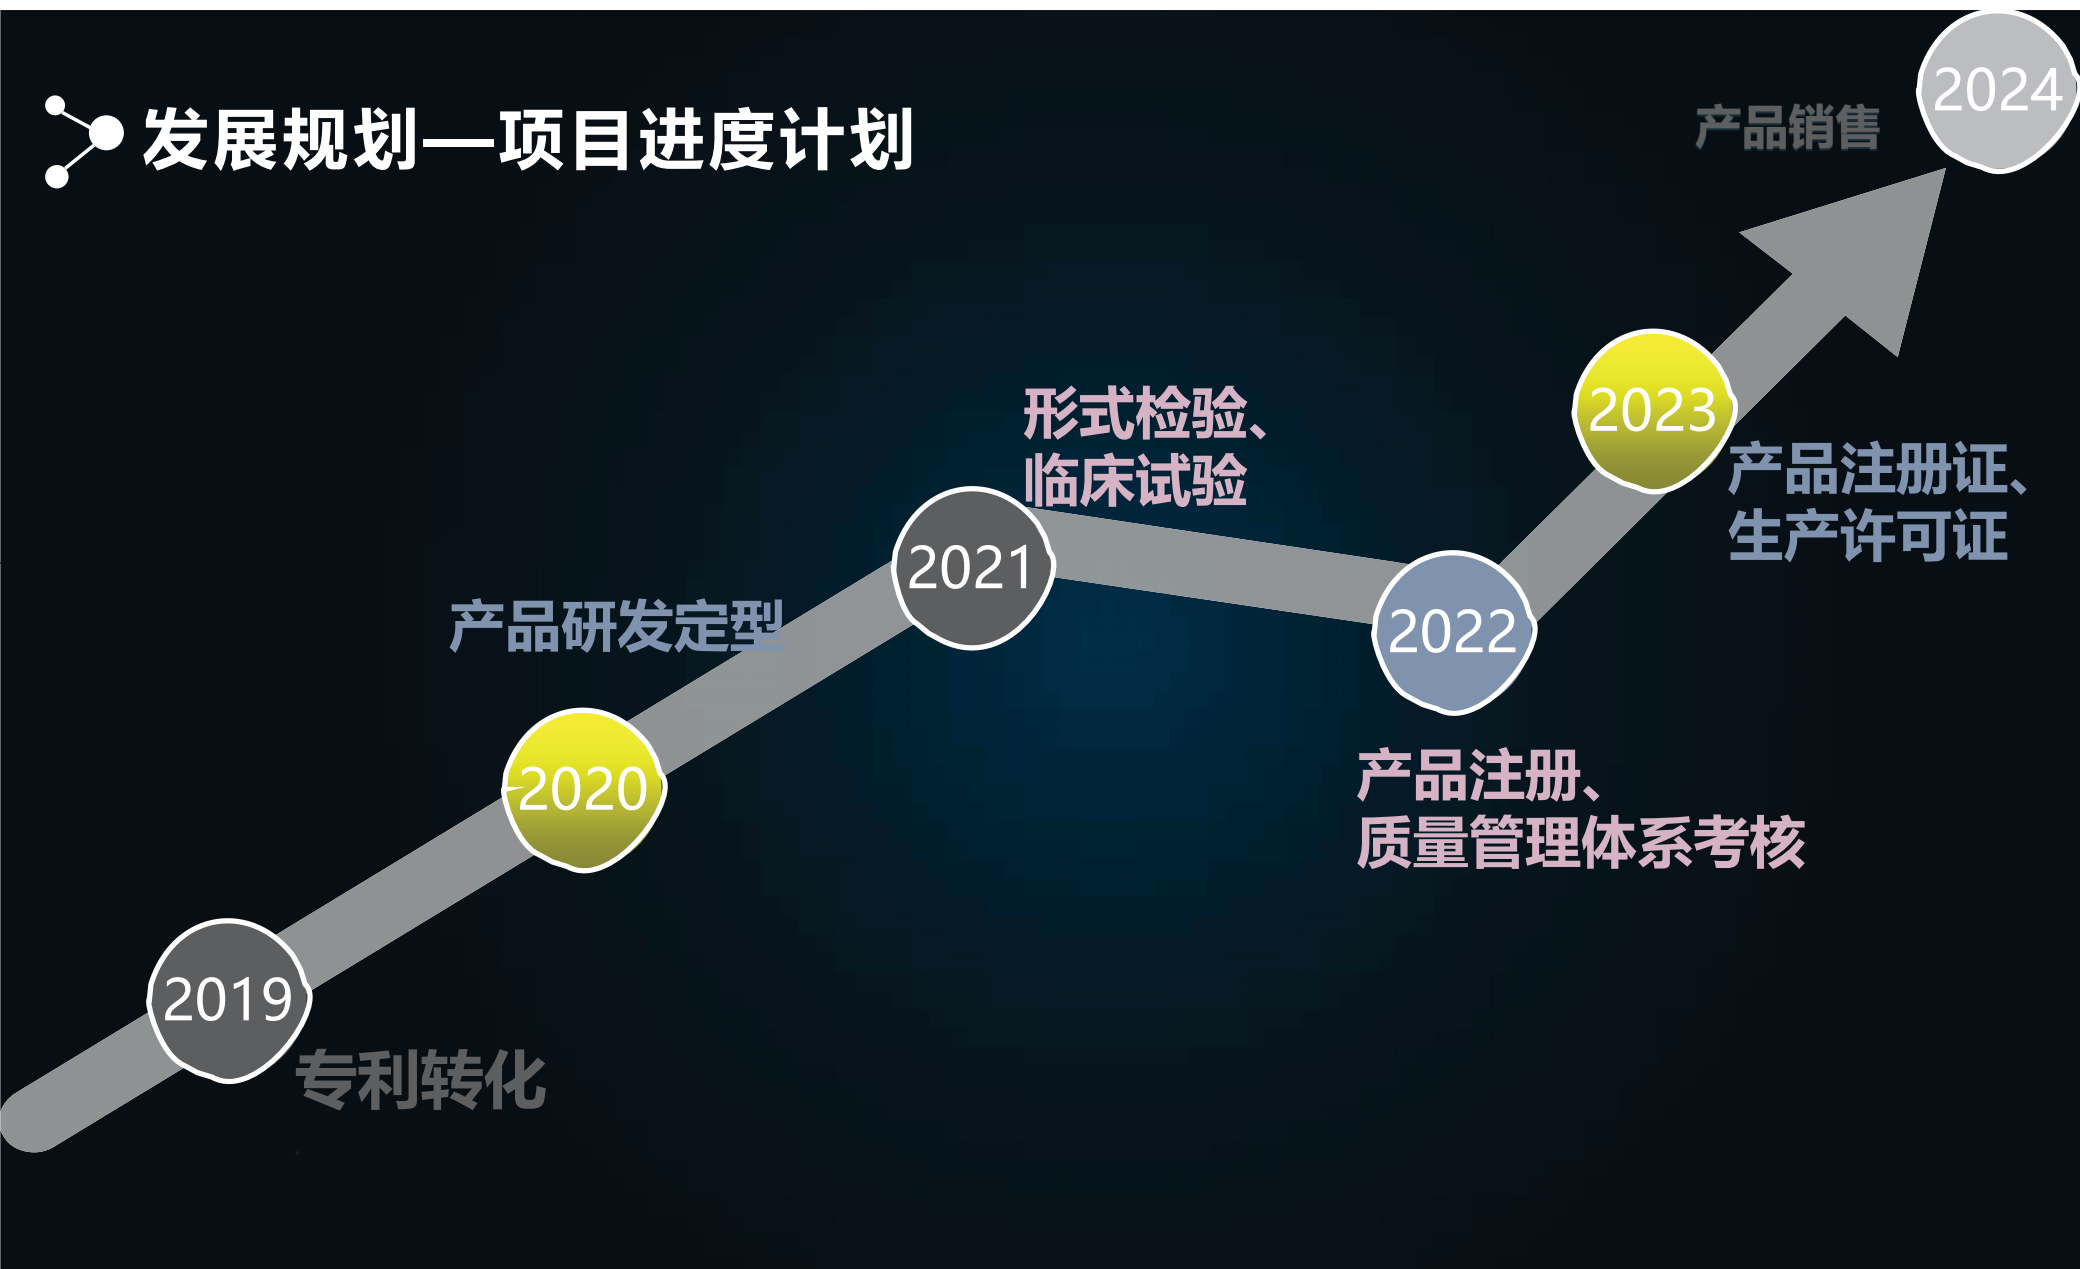 发展规划—项目进度计划
2019
专利转化
2020
产品研发定型
2021
形式检验、
临床试验
2022
产品注册、
质量管理体系考核
2023
产品注册证、
生产许可证
2024
产品销售